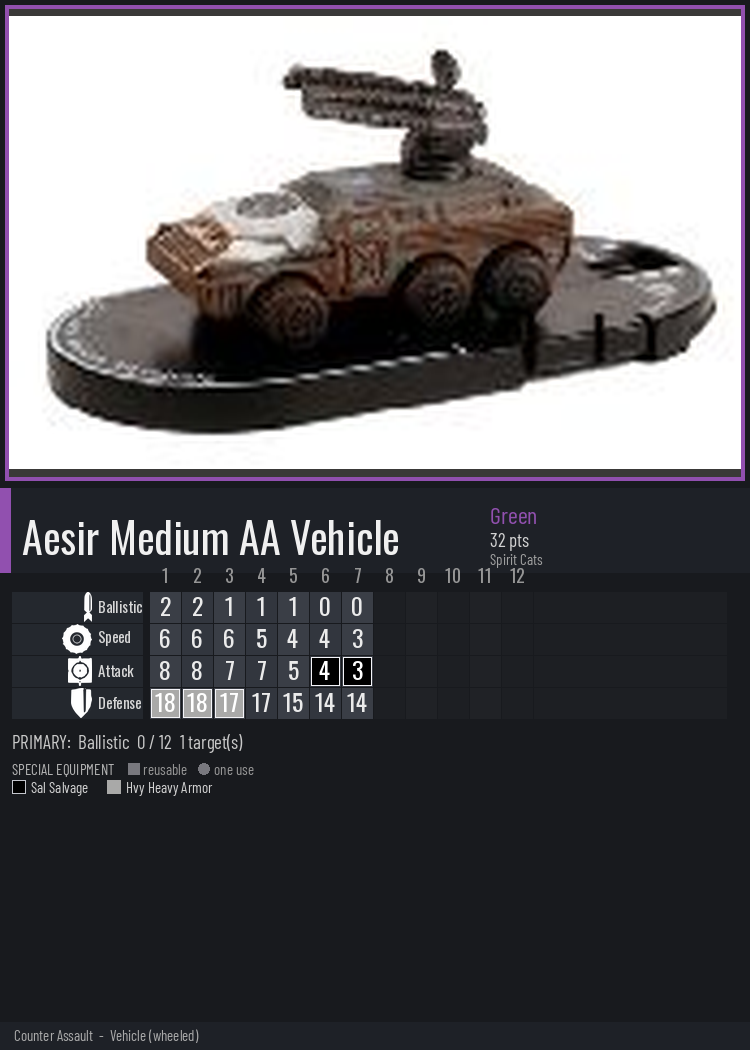 Aesir Medium AA Vehicle
Green
32 pts
Spirit Cats
1 2 3 4 5 6 7 8 9 10 11 12
Ballistic 2 2 1 1 1 0 0
Speed 6 6 6 5 4 4 3
Attack 8 8 7 7 5 4 3
Defense 18 18 17 17 15 14 14
PRIMARY: Ballistic 0 / 12 1 target(s)
SPECIAL EQUIPMENT reusable one use
Sal Salvage Hvy Heavy Armor
Counter Assault - Vehicle (wheeled)